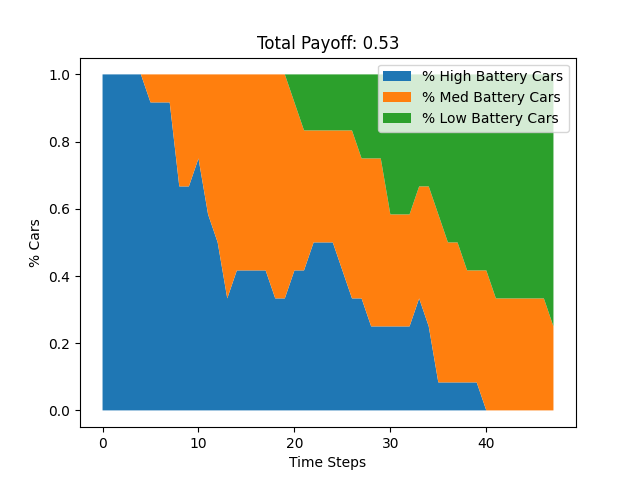 Total Payoff: 0.53
% High Battery Cars
% Med Battery Cars
% Low Battery Cars
1.0
0.8
0.6
0.4
0.2
0.0
% Cars
0
10
20
30
40
Time Steps